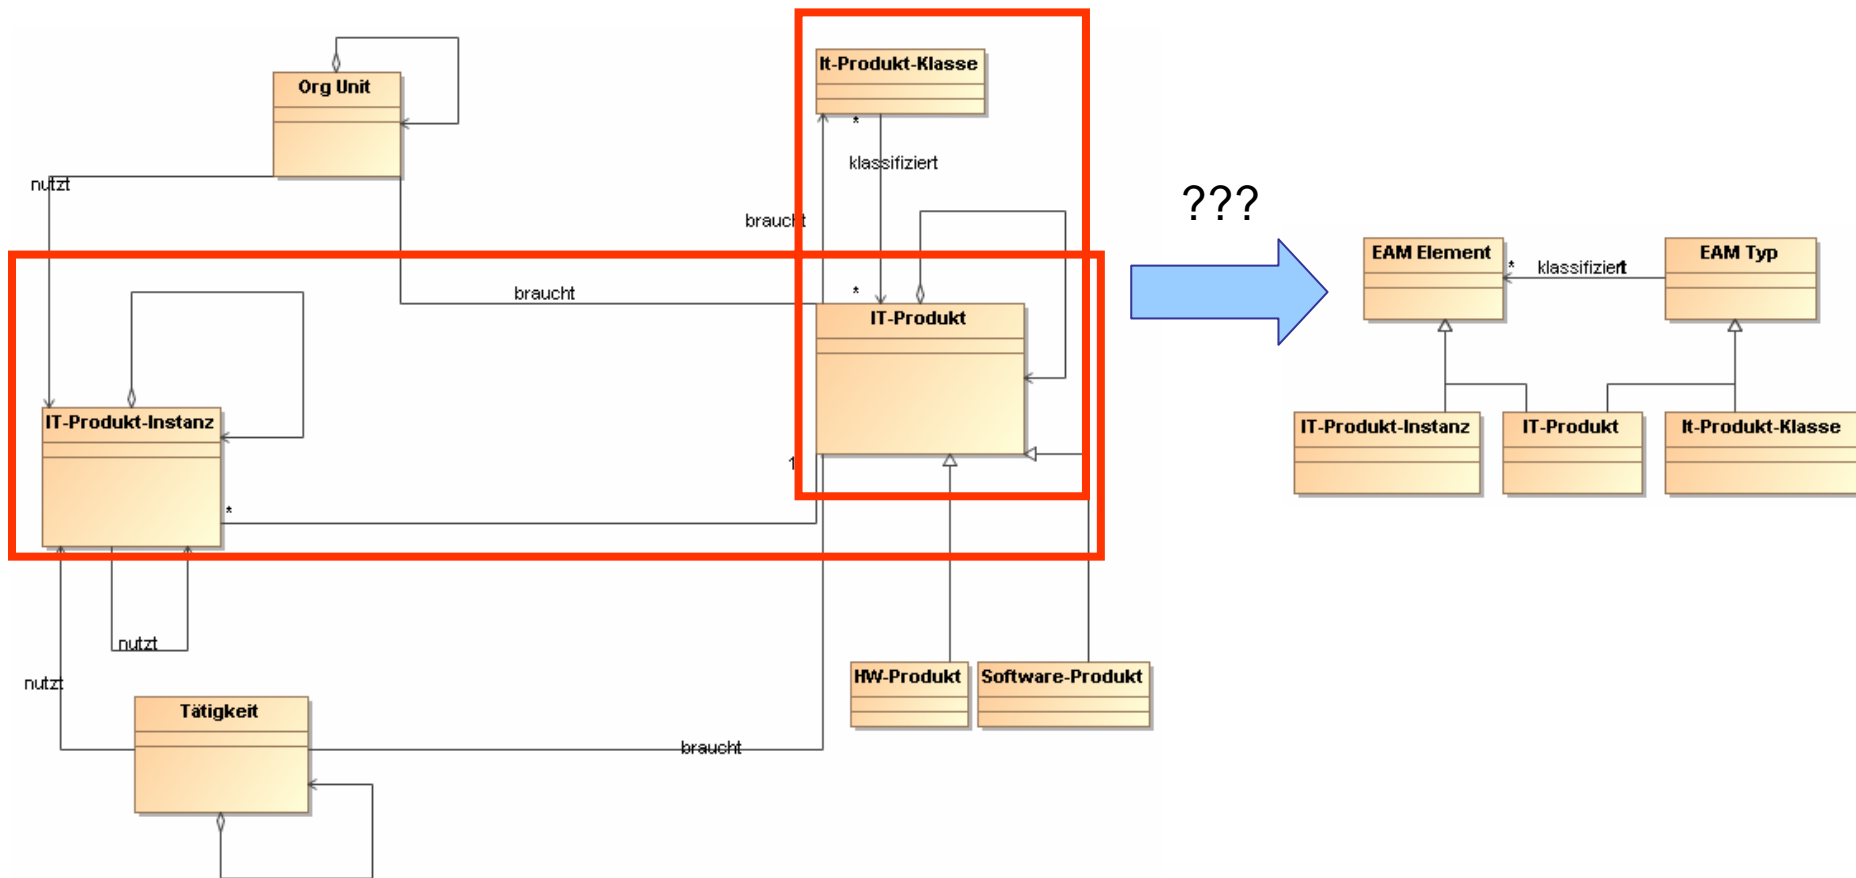 It-Produkt-Klasse
Org Unit
*
klassifiziert
nutzt
braucht
???
EAM Element
EAM Typ
*
klassifiziert
1
braucht
*
IT-Produkt
IT-Produkt-Instanz
IT-Produkt-Instanz
IT-Produkt
It-Produkt-Klasse
1
*
nutzt
nutzt
HW-Produkt
Software-Produkt
Tätigkeit
braucht